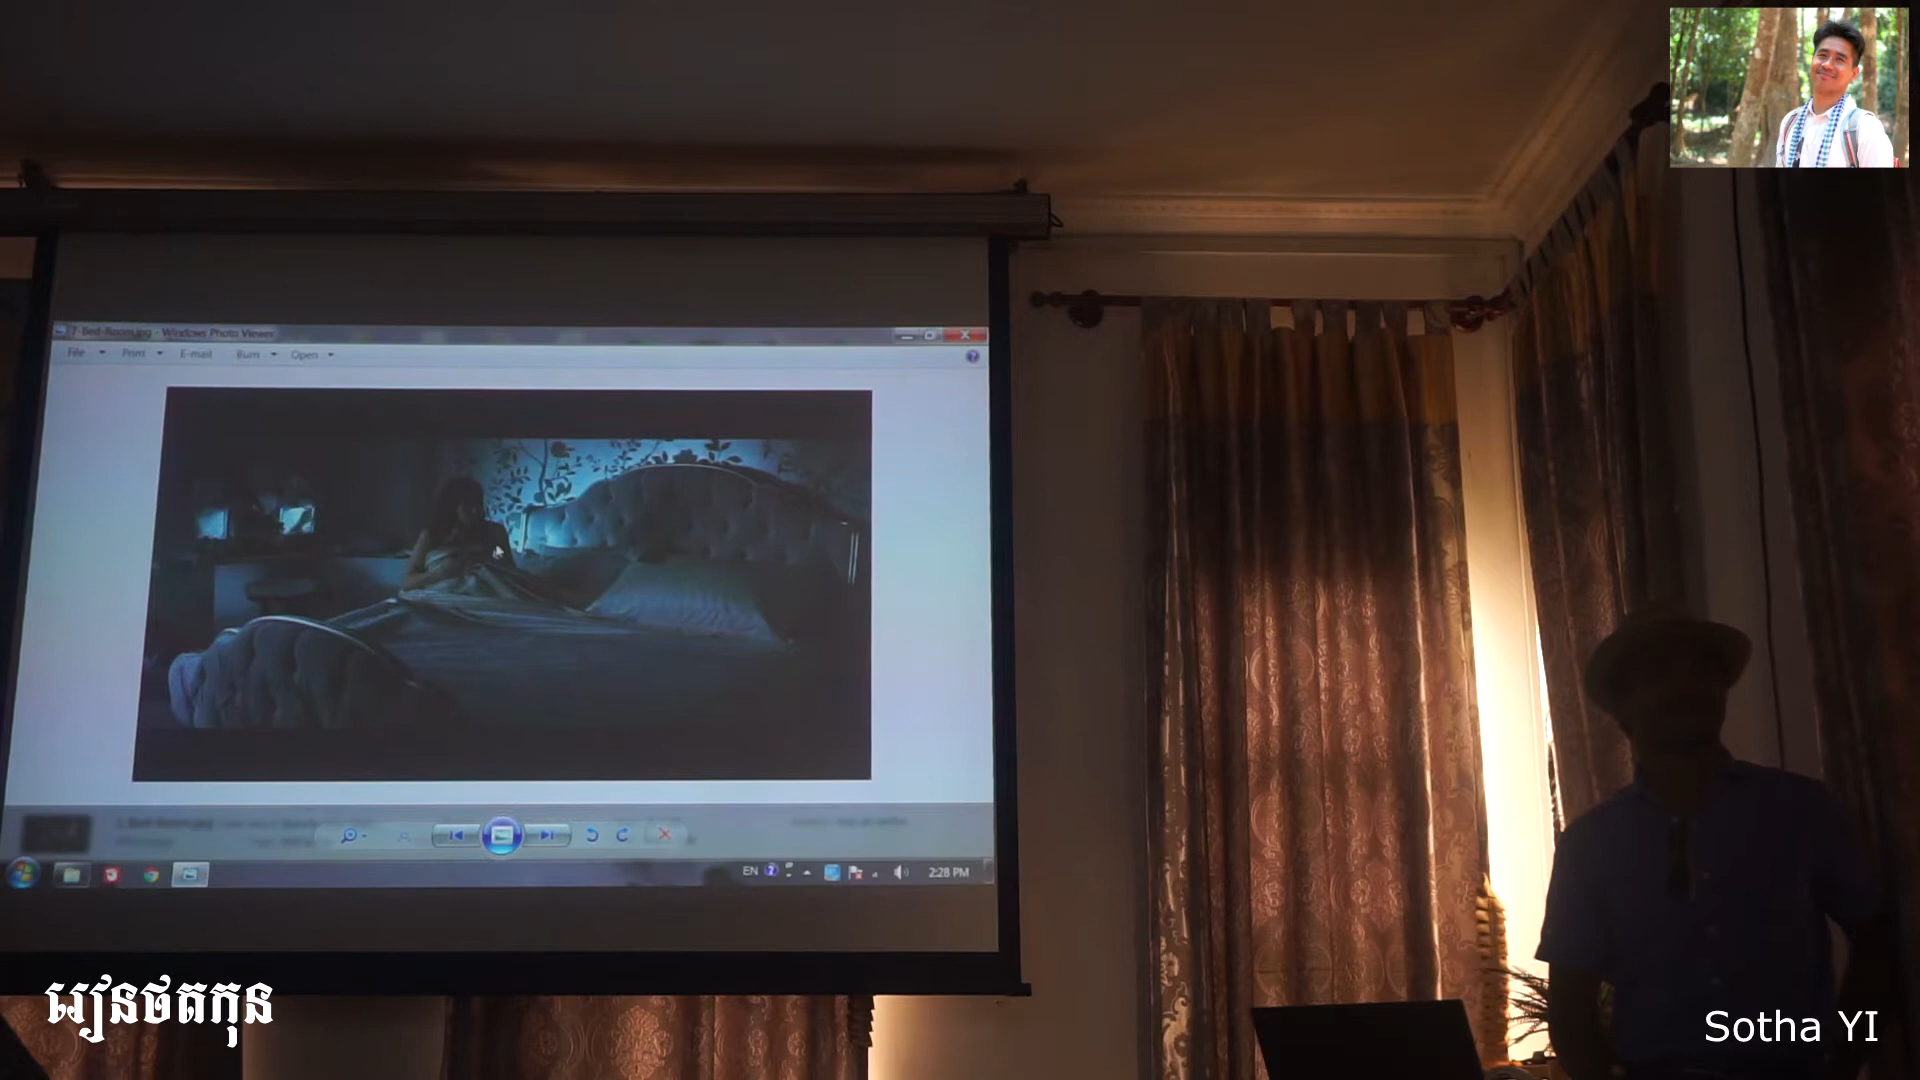 7-Bed-Room.jpg - Windows Photo Viewer
File Print E-mail Burn Open
EN
2:28 PM
រៀនថតកុន
Sotha YI